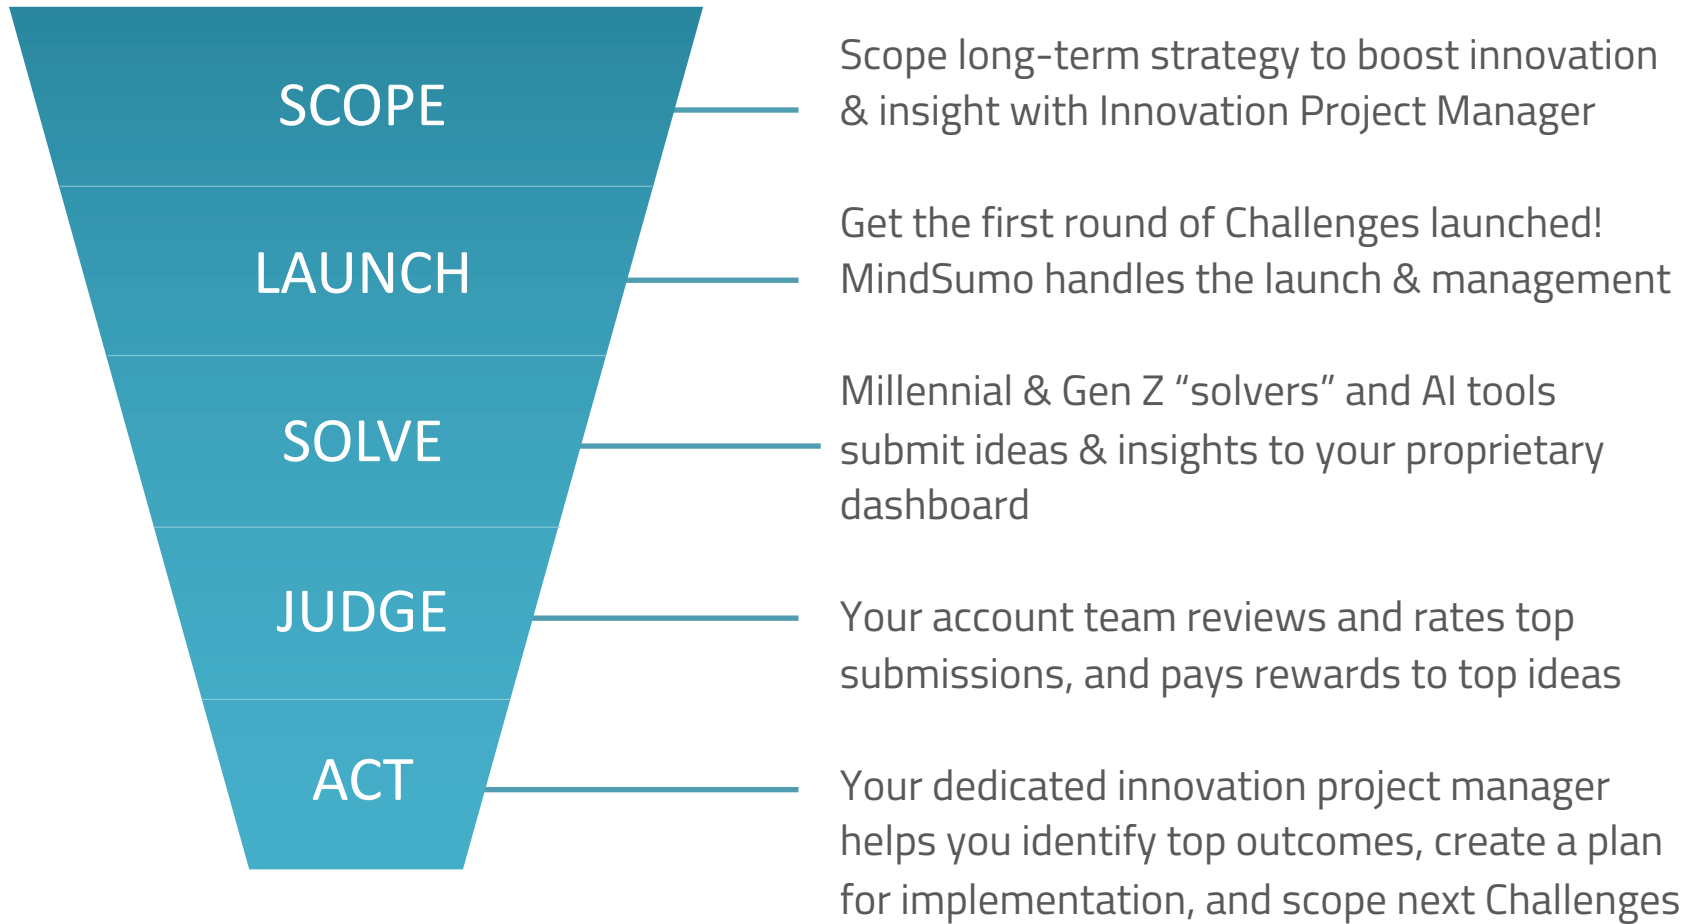 SCOPE
Scope long-term strategy to boost innovation
& insight with Innovation Project Manager
LAUNCH
Get the first round of Challenges launched!
MindSumo handles the launch & management
SOLVE
Millennial & Gen Z “solvers” and AI tools
submit ideas & insights to your proprietary
dashboard
JUDGE
Your account team reviews and rates top
submissions, and pays rewards to top ideas
ACT
Your dedicated innovation project manager
helps you identify top outcomes, create a plan
for implementation, and scope next Challenges